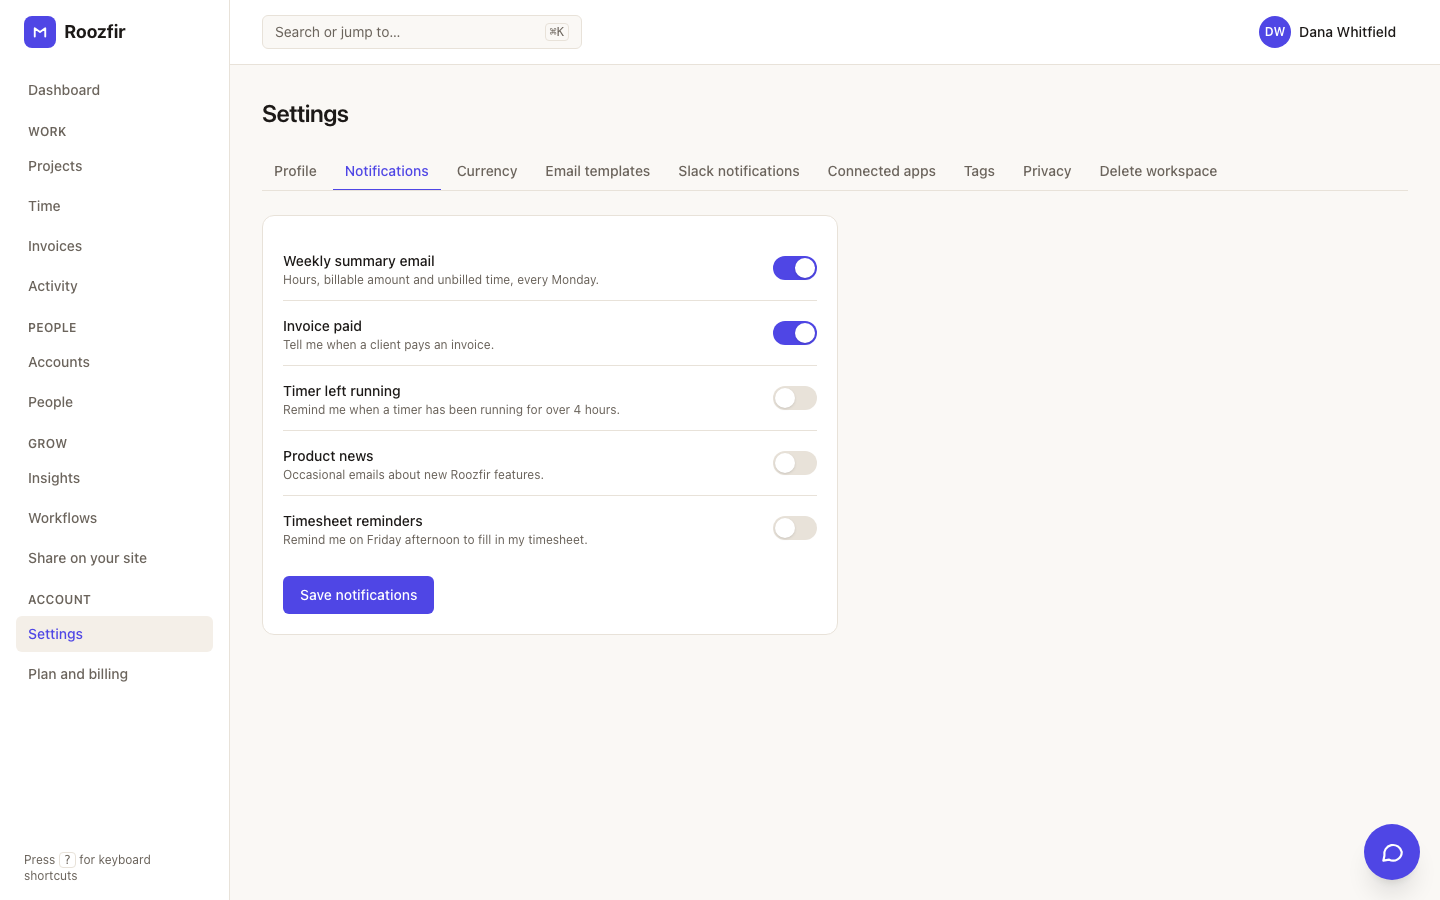 Roozfir
Search or jump to...
⌘K
DW
Dana Whitfield
Dashboard
WORK
Projects
Time
Invoices
Activity
PEOPLE
Accounts
People
GROW
Insights
Workflows
Share on your site
ACCOUNT
Settings
Plan and billing
Press ? for keyboard
shortcuts
Settings
Profile
Notifications
Currency
Email templates
Slack notifications
Connected apps
Tags
Privacy
Delete workspace
Weekly summary email
Hours, billable amount and unbilled time, every Monday.
Invoice paid
Tell me when a client pays an invoice.
Timer left running
Remind me when a timer has been running for over 4 hours.
Product news
Occasional emails about new Roozfir features.
Timesheet reminders
Remind me on Friday afternoon to fill in my timesheet.
Save notifications